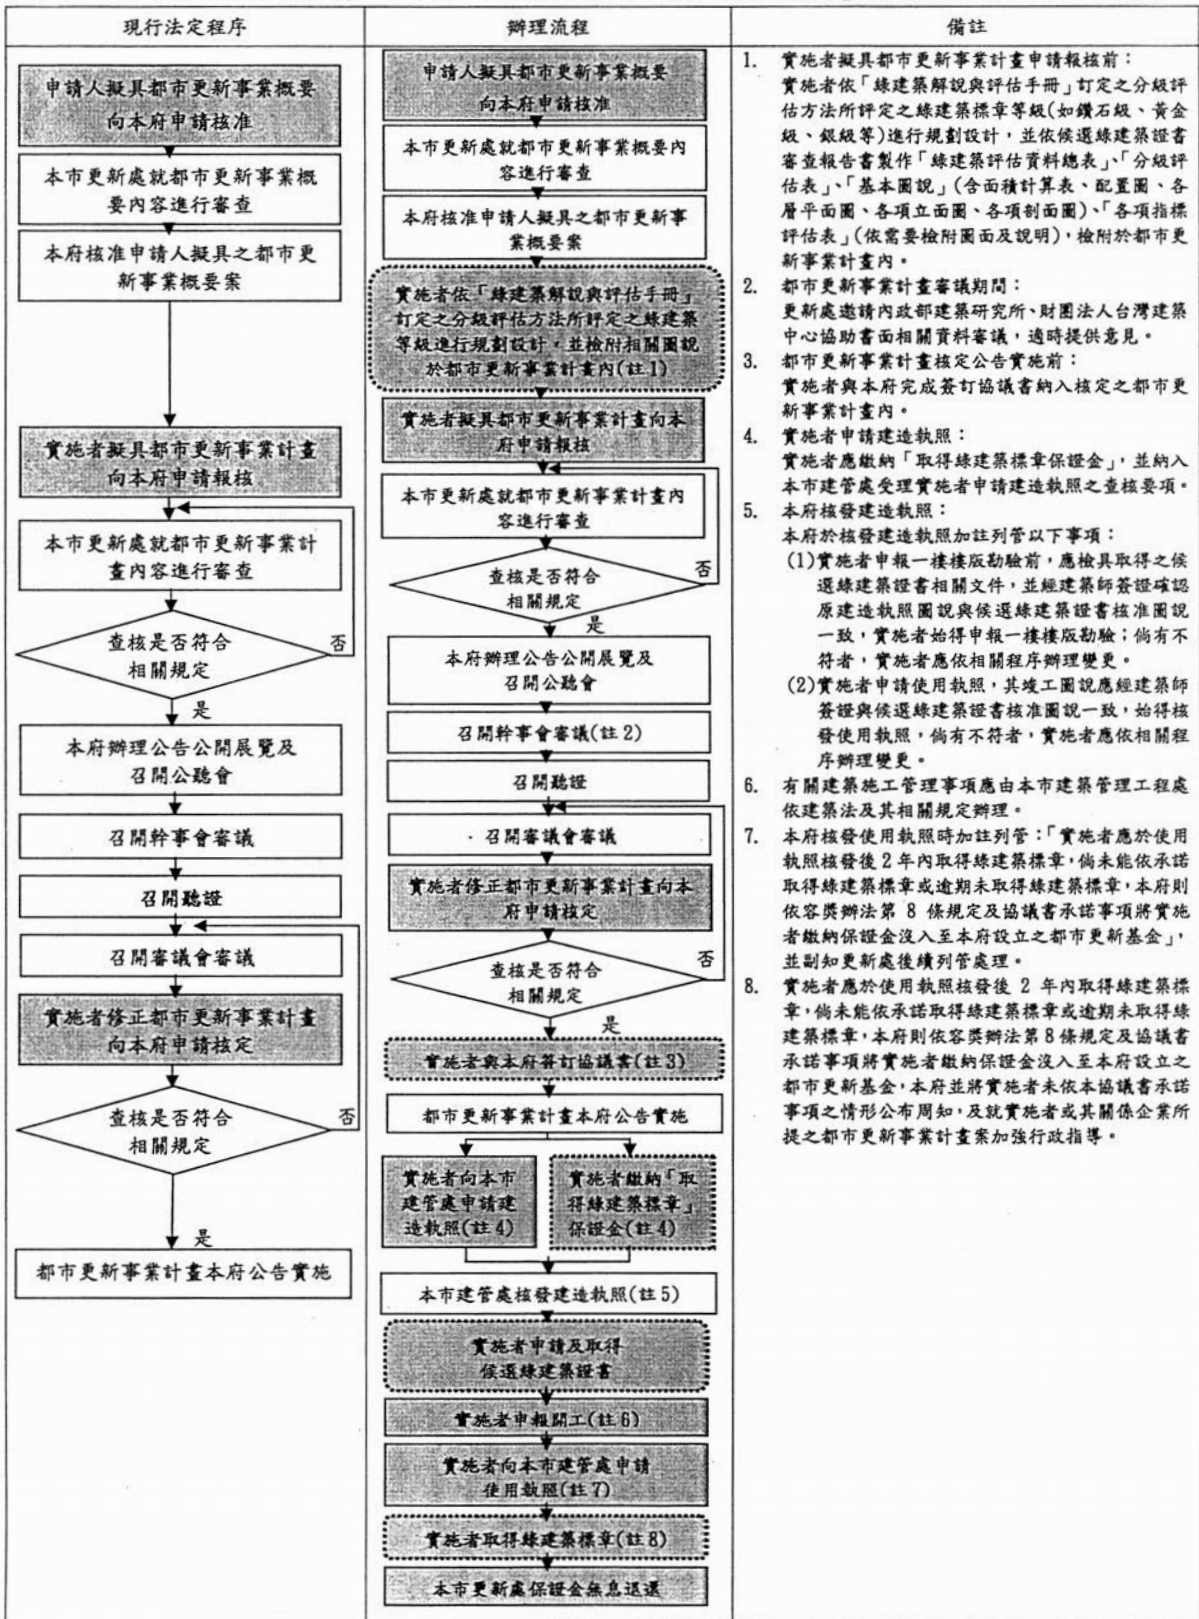 現行法定程序
申請人擬具都市更新事業概要
向本府申請核准
本市更新處就都市更新事業概
要內容進行審查
本府核准申請人擬具之都市更
新事業概要案
實施者擬具都市更新事業計畫
向本府申請報核
本市更新處就都市更新事業計
畫內容進行審查
查核是否符合
相關規定
否
是
本府辦理公告公開展覽及
召開公聽會
召開幹事會審議
召開聽證
召開審議會審議
實施者修正都市更新事業計畫
向本府申請核定
查核是否符合
相關規定
否
是
都市更新事業計畫本府公告實施
辦理流程
申請人擬具都市更新事業概要
向本府申請核准
本市更新處就都市更新事業概要內
容進行審查
本府核准申請人擬具之都市更新事
業概要案
實施者依「綠建築解說與評估手冊」
訂定之分級評估方法所評定之綠建築
等級進行規劃設計，並檢附相關圖說
於都市更新事業計畫內(註1)
實施者擬具都市更新事業計畫向本
府申請報核
本市更新處就都市更新事業計畫內
容進行審查
查核是否符合
相關規定
否
是
本府辦理公告公開展覽及
召開公聽會
召開幹事會審議(註2)
召開聽證
召開審議會審議
實施者修正都市更新事業計畫向本
府申請核定
查核是否符合
相關規定
否
是
實施者與本府簽訂協議書(註3)
都市更新事業計畫本府公告實施
實施者向本市
建管處申請建
造執照(註4)
實施者繳納「取
得綠建築標章」
保證金(註4)
本市建管處核發建造執照(註5)
實施者申請及取得
候選綠建築證書
實施者申報開工(註6)
實施者向本市建管處申請
使用執照(註7)
實施者取得綠建築標章(註8)
本市更新處保證金無息退還
備註
1. 實施者擬具都市更新事業計畫申請報核前：
實施者依「綠建築解說與評估手冊」訂定之分級評
估方法所評定之綠建築標章等級(如鑽石級、黃金
級、銀級等)進行規劃設計，並依候選綠建築證書
審查報告書製作「綠建築評估資料總表」、「分級評
估表」、「基本圖說」(含面積計算表、配置圖、各
層平面圖、各項立面圖、各項剖面圖)、「各項指標
評估表」(依需要檢附圖面及說明)，檢附於都市更
新事業計畫內。
2. 都市更新事業計畫審議期間：
更新處邀請內政部建築研究所、財團法人台灣建築
中心協助書面相關資料審議，適時提供意見。
3. 都市更新事業計畫核定公告實施前：
實施者與本府完成簽訂協議書納入核定之都市更
新事業計畫內。
4. 實施者申請建造執照：
實施者應繳納「取得綠建築標章保證金」，並納入
本市建管處受理實施者申請建造執照之查核要項。
5. 本府核發建造執照：
本府於核發建造執照加註列管以下事項：
(1)實施者申報一樓樓版勘驗前，應檢具取得之候
選綠建築證書相關文件，並經建築師簽證確認
原建造執照圖說與候選綠建築證書核准圖說
一致，實施者始得申報一樓樓版勘驗；倘有不
符者，實施者應依相關程序辦理變更。
(2)實施者申請使用執照，其竣工圖說應經建築師
簽證與候選綠建築證書核准圖說一致，始得核
發使用執照，倘有不符者，實施者應依相關程
序辦理變更。
6. 有關建築施工管理事項應由本市建築管理工程處
依建築法及其相關規定辦理。
7. 本府核發使用執照時加註列管：「實施者應於使用
執照核發後2年內取得綠建築標章，倘未能依承諾
取得綠建築標章或逾期未取得綠建築標章，本府則
依容獎辦法第 8 條規定及協議書承諾事項將實施
者繳納保證金沒入至本府設立之都市更新基金」，
並副知更新處後續列管處理。
8. 實施者應於使用執照核發後 2 年內取得綠建築標
章，倘未能依承諾取得綠建築標章或逾期未取得綠
建築標章，本府則依容獎辦法第8條規定及協議書
承諾事項將實施者繳納保證金沒入至本府設立之
都市更新基金，本府並將實施者未依本協議書承諾
事項之情形公布周知，及就實施者或其關係企業所
提之都市更新事業計畫案加強行政指導。